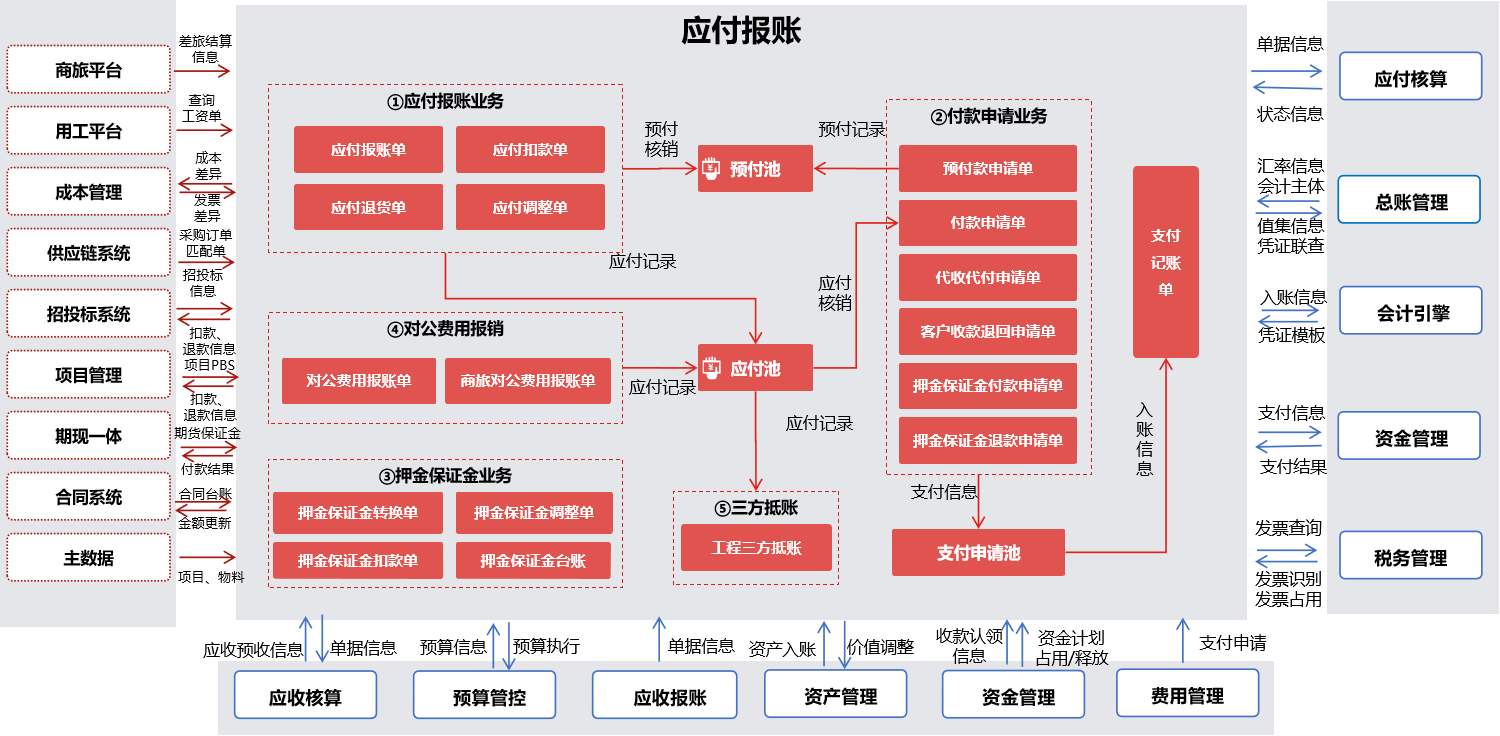 应付报账
商旅平台
用工平台
成本管理
供应链系统
招投标系统
项目管理
期现一体
合同系统
主数据
差旅结算
信息
查询
工资单
成本
差异
发票
差异
采购订单
匹配单
招投标
信息
扣款、
退款信息
项目PBS
扣款、
退款信息
期货保证金
付款结果
合同台账
金额更新
项目、物料
①应付报账业务
应付报账单
应付扣款单
应付退货单
应付调整单
④对公费用报销
对公费用报账单
商旅对公费用报账单
③押金保证金业务
押金保证金转换单
押金保证金调整单
押金保证金扣款单
押金保证金台账
预付
核销
预付记录
预付池
应付记录
应付
核销
应付池
应付记录
应付记录
⑤三方抵账
工程三方抵账
②付款申请业务
预付款申请单
付款申请单
代收代付申请单
客户收款退回申请单
押金保证金付款申请单
押金保证金退款申请单
支付信息
支付申请池
支付
记账
单
入
账
信
息
单据信息
状态信息
汇率信息
会计主体
值集信息
凭证联查
入账信息
凭证模板
支付信息
支付结果
发票查询
发票识别
发票占用
应付核算
总账管理
会计引擎
资金管理
税务管理
应收预收信息
单据信息
预算信息
预算执行
单据信息
资产入账
价值调整
收款认领
信息
资金计划
占用/释放
支付申请
应收核算
预算管控
应收报账
资产管理
资金管理
费用管理